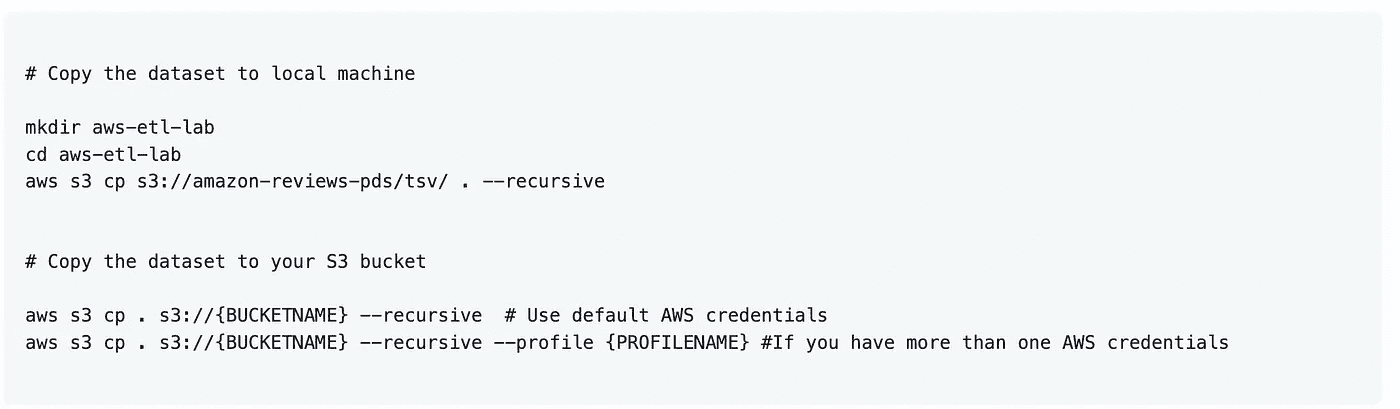 # Copy the dataset to local machine
mkdir aws-etl-lab
cd aws-etl-lab
aws s3 cp s3://amazon-reviews-pds/tsv/ . --recursive
# Copy the dataset to your S3 bucket
aws s3 cp . s3://{BUCKETNAME} --recursive  # Use default AWS credentials
aws s3 cp . s3://{BUCKETNAME} --recursive --profile {PROFILENAME} #If you have more than one AWS credentials